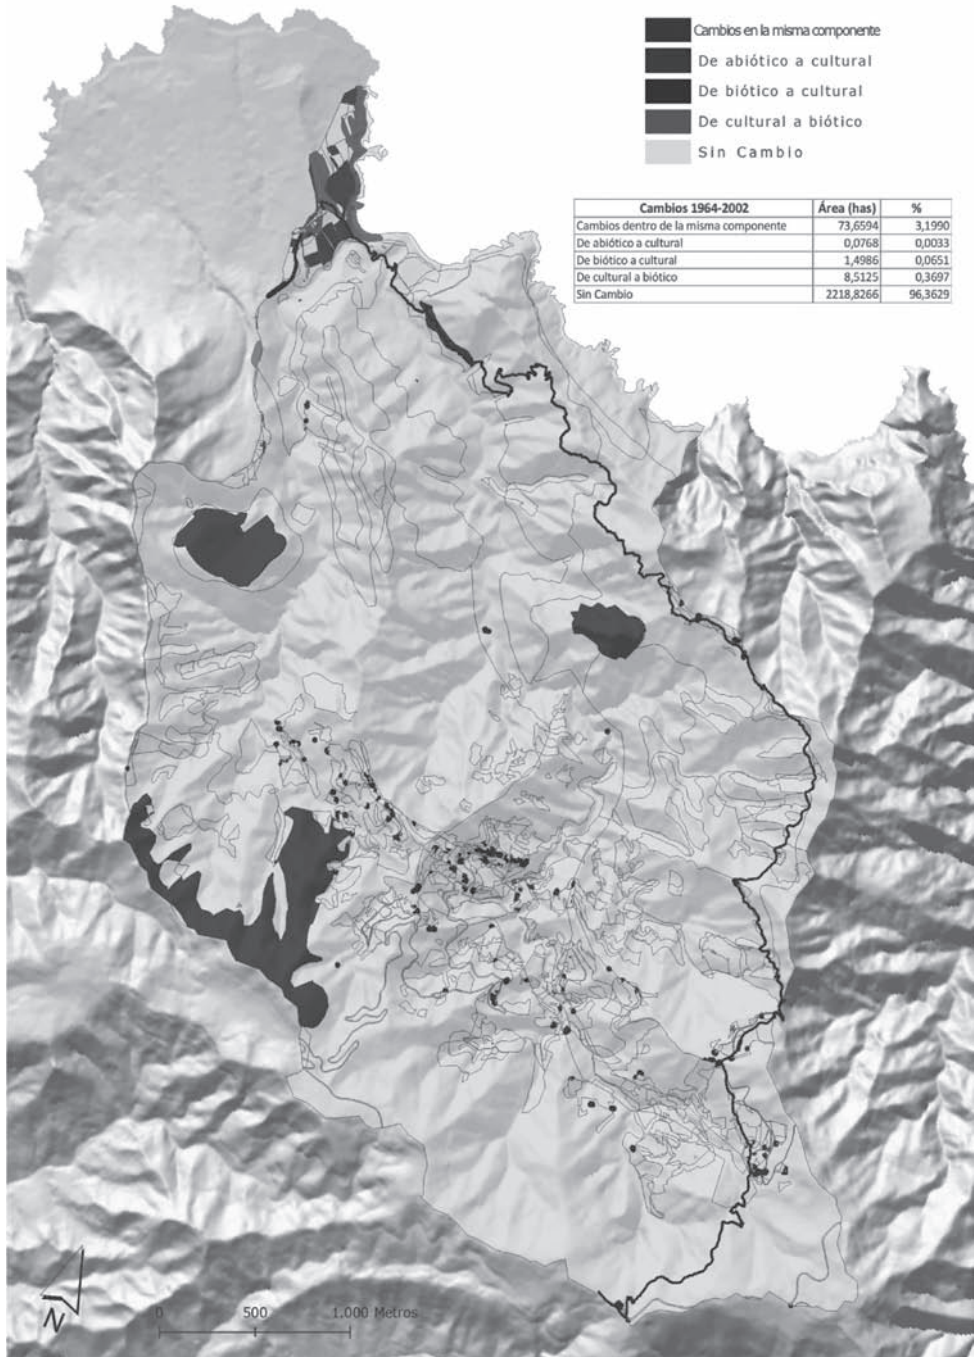 Cambios en la misma componente
De abiótico a cultural
De biótico a cultural
De cultural a biótico
Sin Cambio
Cambios 1964-2002 Área (has) %
Cambios dentro de la misma componente 73,6594 3,1990
De abiótico a cultural 0,0768 0,0033
De biótico a cultural 1,4986 0,0651
De cultural a biótico 8,5125 0,3697
Sin Cambio 2218,8266 96,3629
N
0 500 1.000 Metros